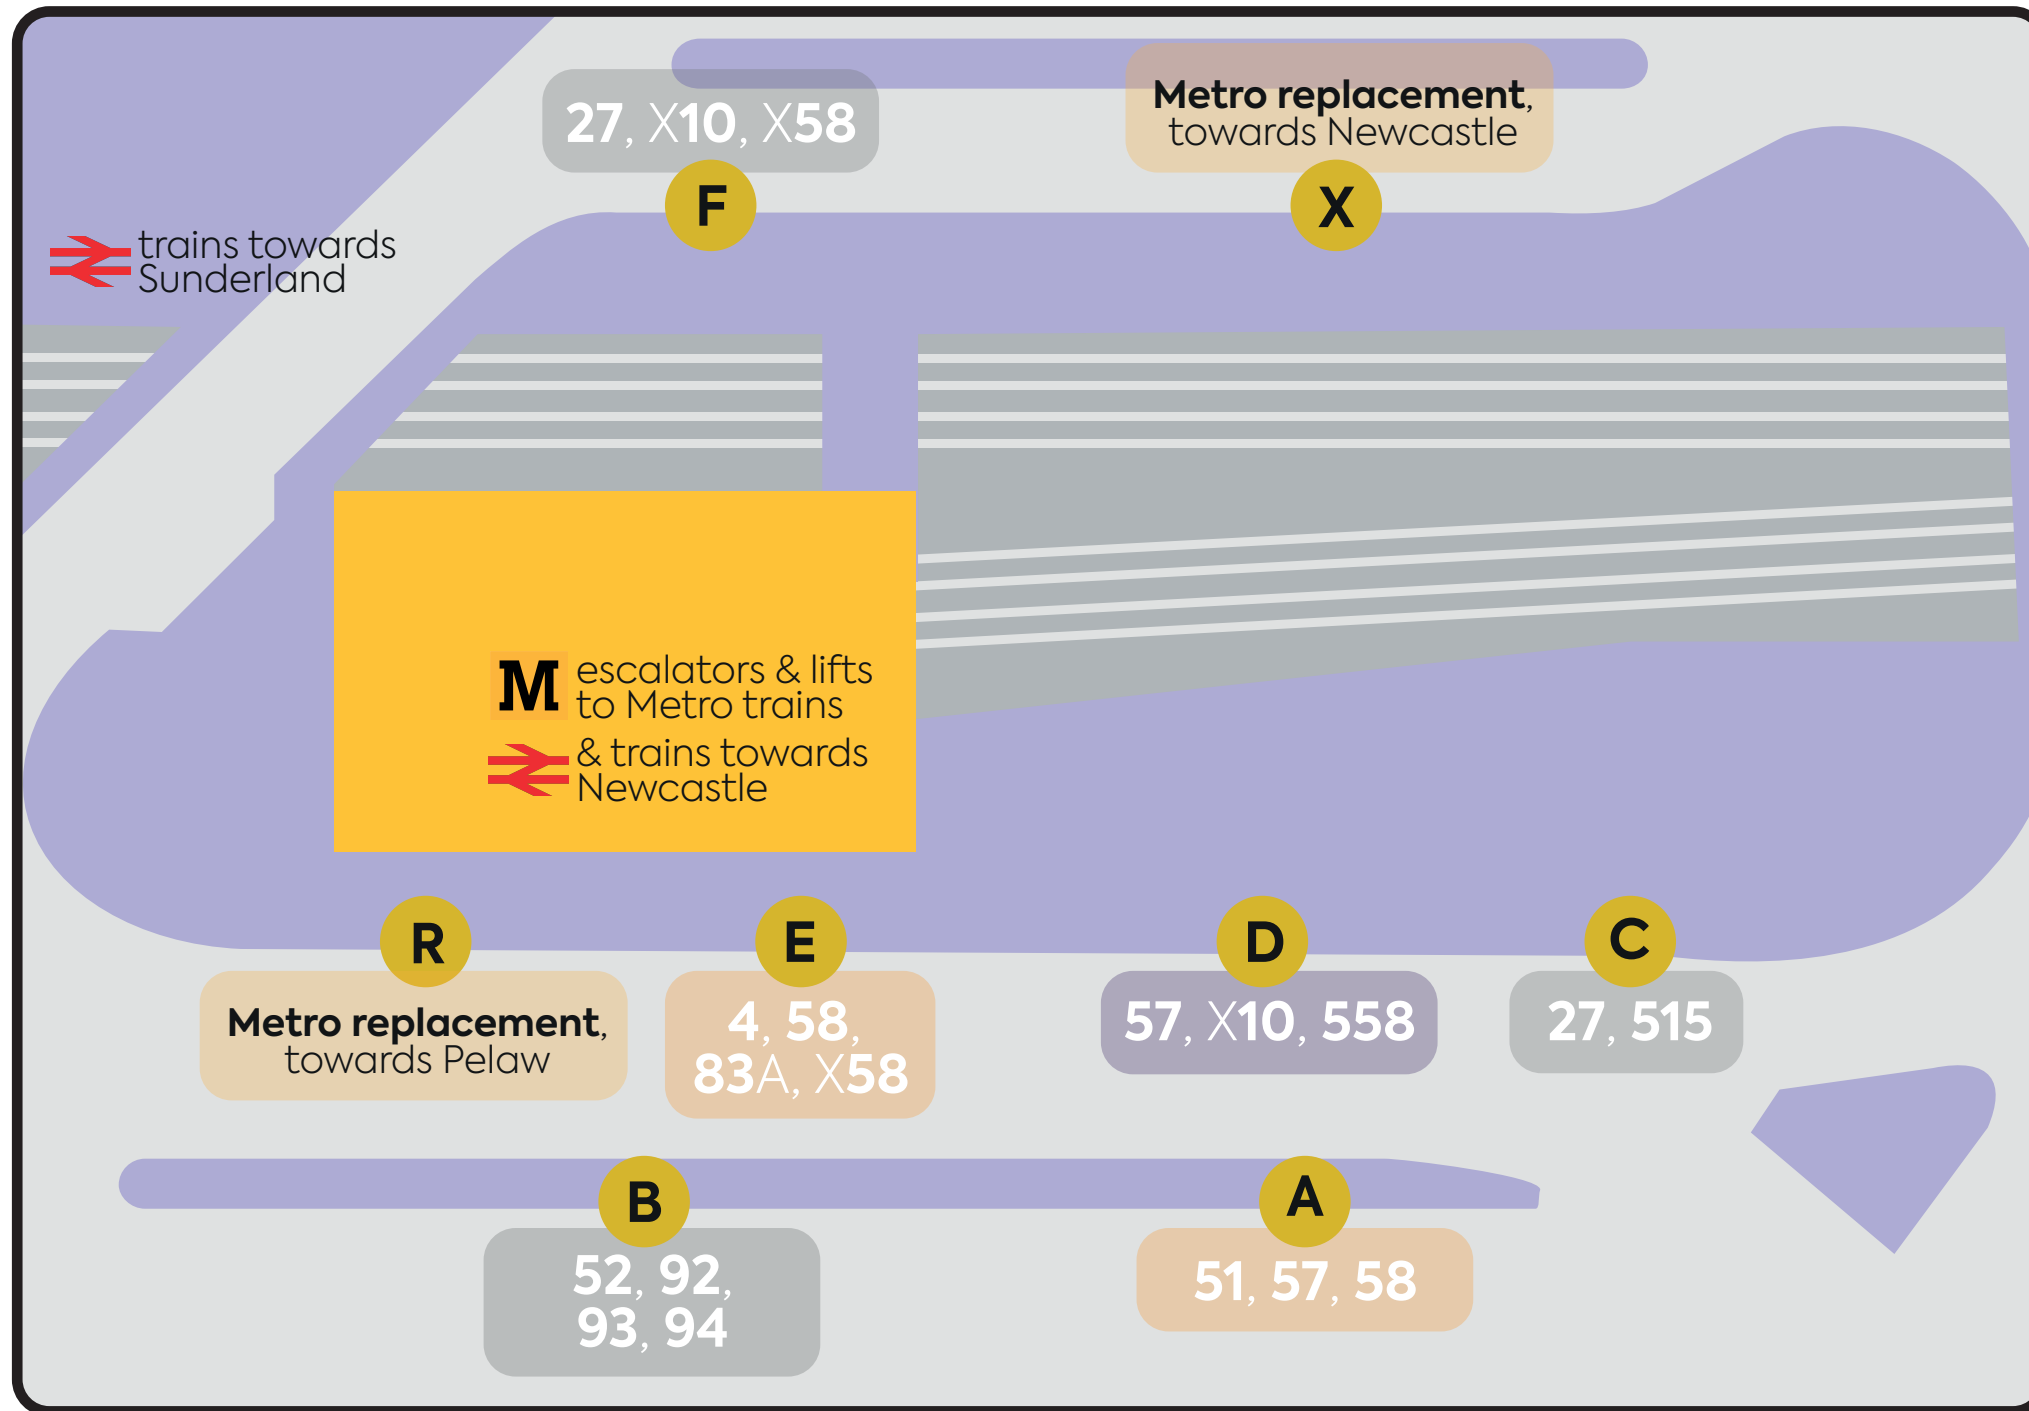 27, X10, X58
F
Metro replacement,
towards Newcastle
X
trains towards
Sunderland
M
escalators & lifts
to Metro trains
& trains towards
Newcastle
R
Metro replacement,
towards Pelaw
E
4, 58,
83A, X58
D
57, X10, 558
C
27, 515
B
52, 92,
93, 94
A
51, 57, 58